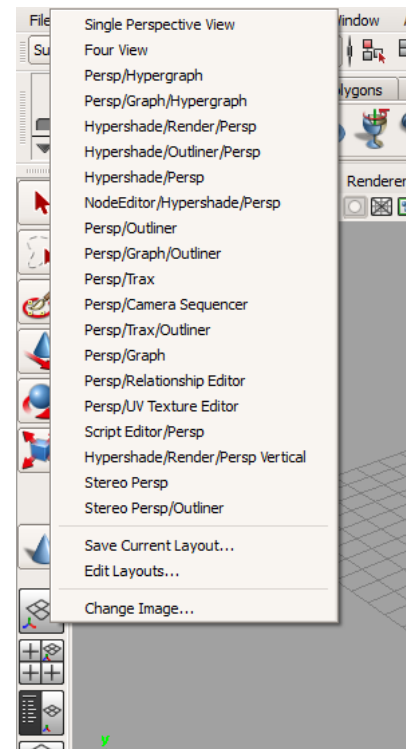 File
indow
Su
lygons
Renderer
Single Perspective View
Four View
Persp/Hypergraph
Persp/Graph/Hypergraph
Hypershade/Render/Persp
Hypershade/Outliner/Persp
Hypershade/Persp
NodeEditor/Hypershade/Persp
Persp/Outliner
Persp/Graph/Outliner
Persp/Trax
Persp/Camera Sequencer
Persp/Trax/Outliner
Persp/Graph
Persp/Relationship Editor
Persp/UV Texture Editor
Script Editor/Persp
Hypershade/Render/Persp Vertical
Stereo Persp
Stereo Persp/Outliner
Save Current Layout...
Edit Layouts...
Change Image...
y